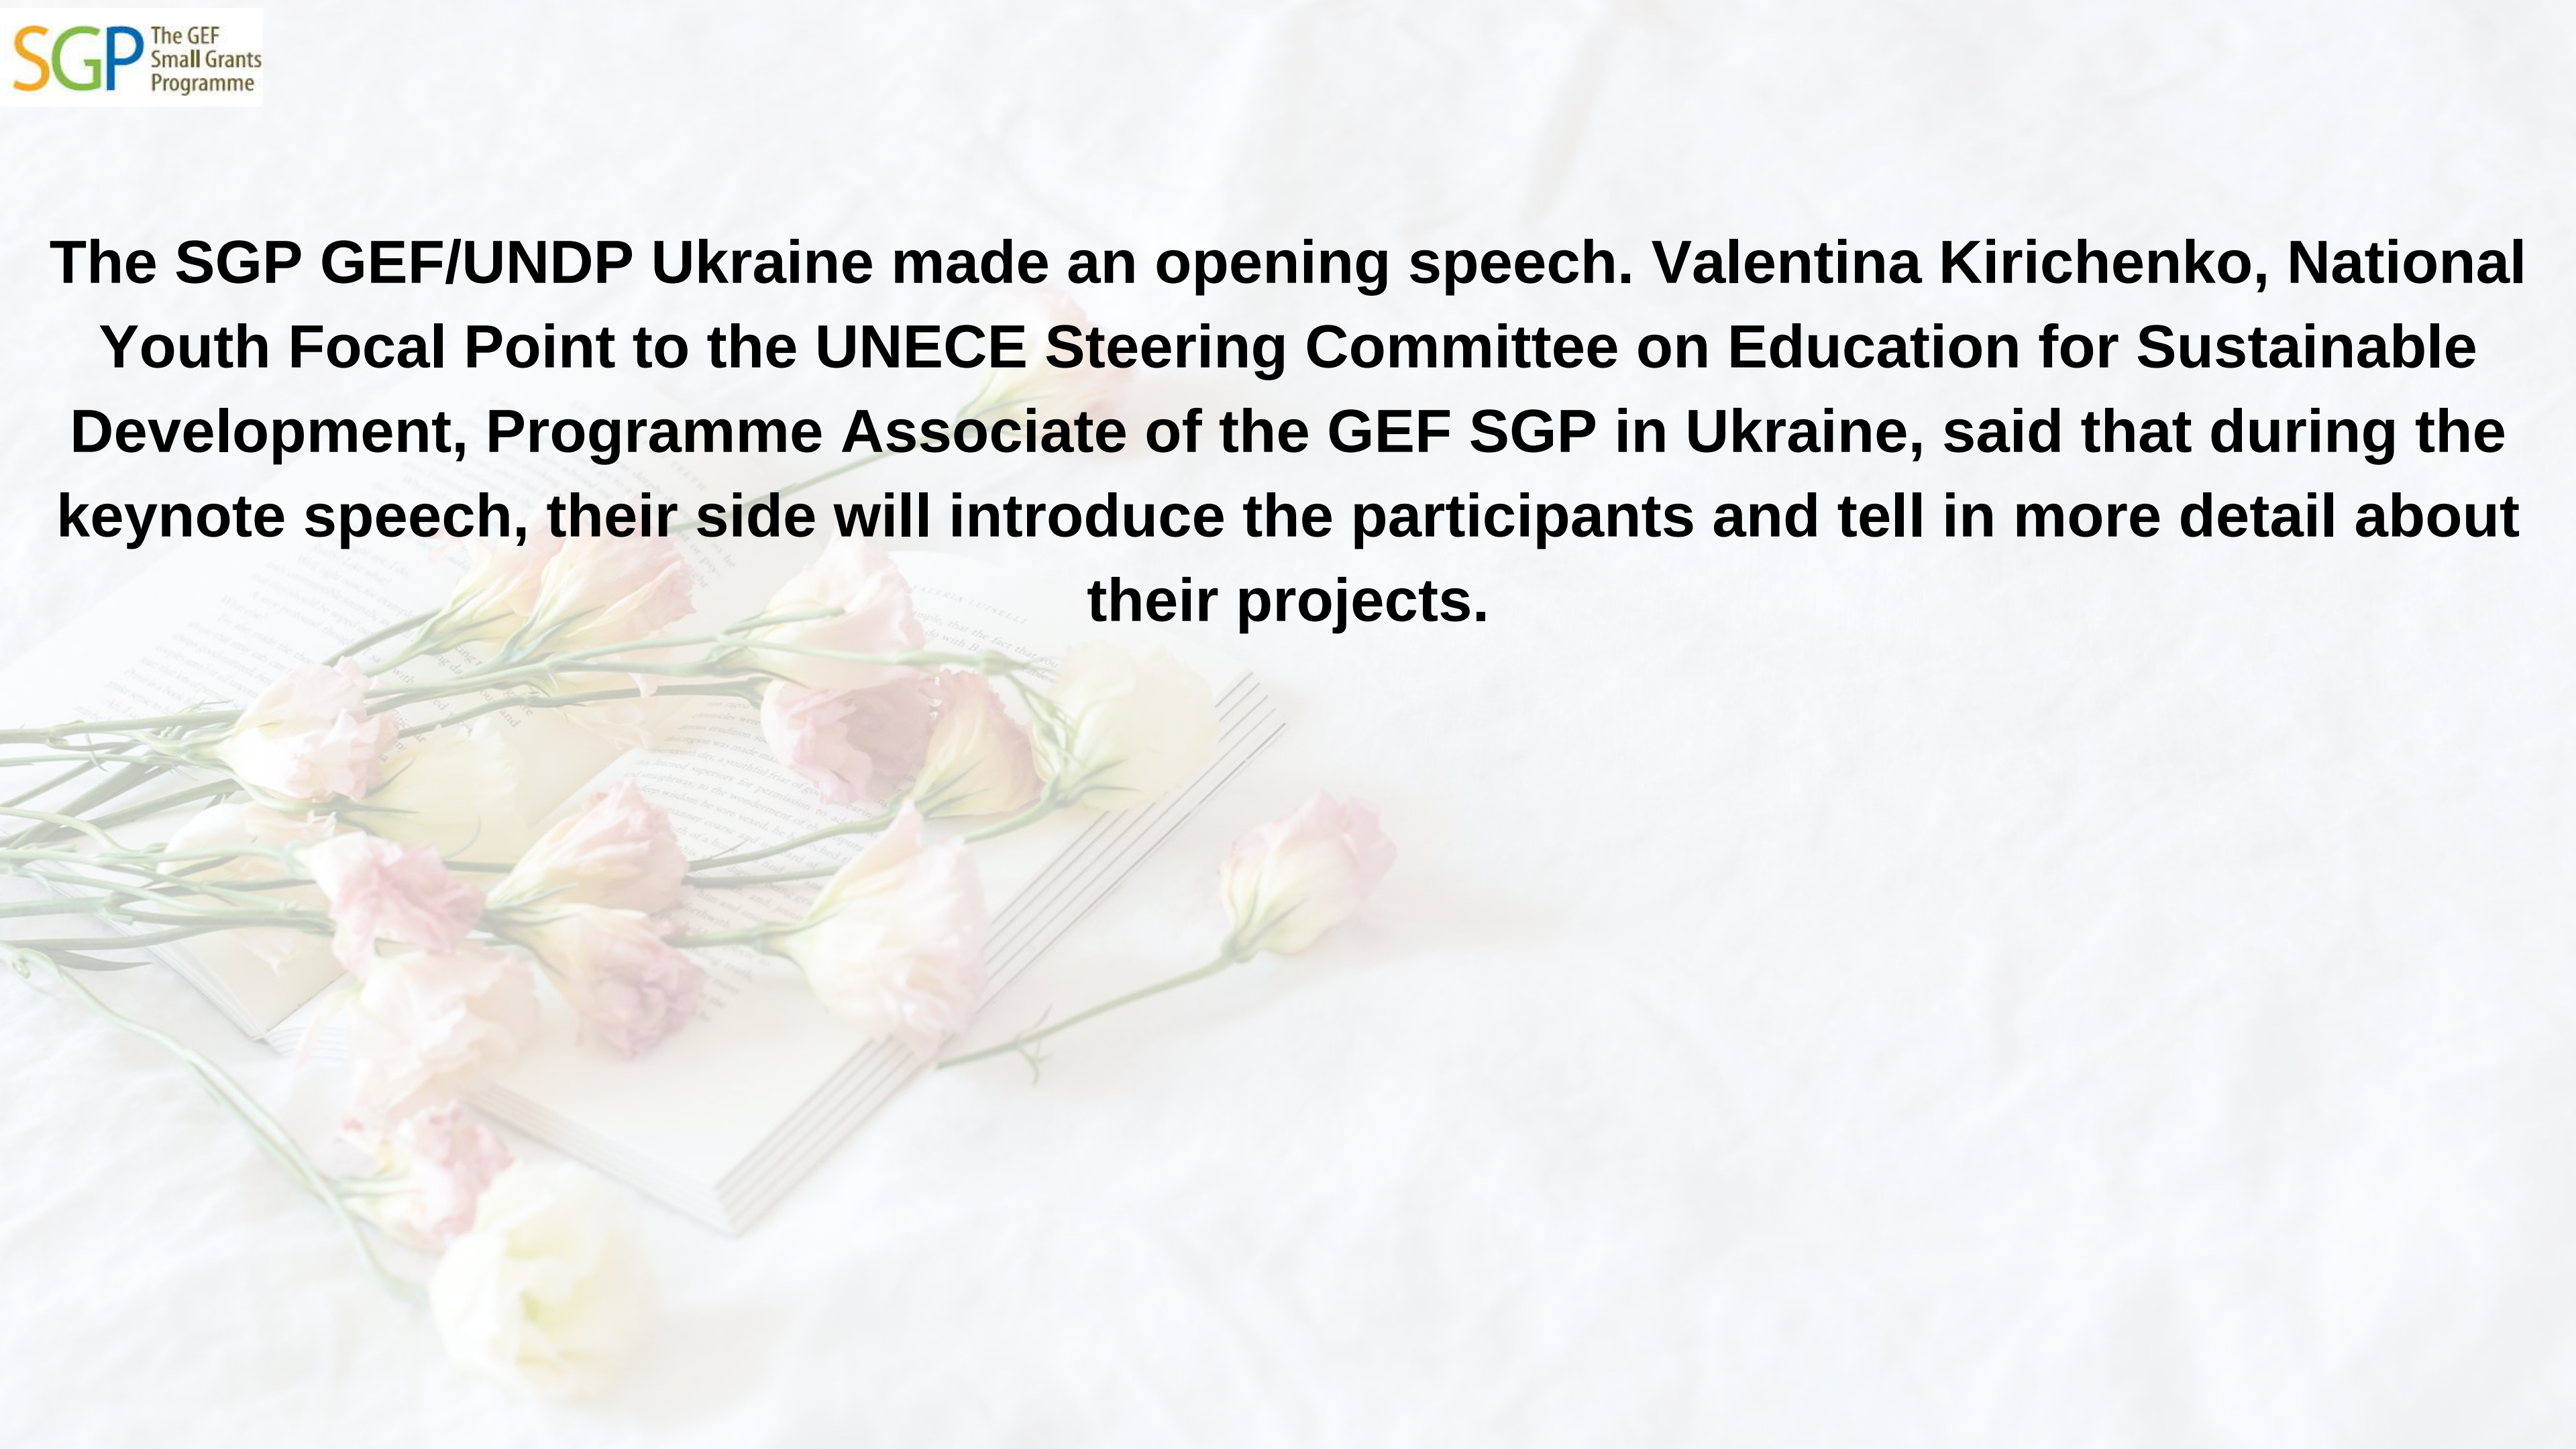 SGP The GEF
Small Grants
Programme
The SGP GEF/UNDP Ukraine made an opening speech. Valentina Kirichenko, National
Youth Focal Point to the UNECE Steering Committee on Education for Sustainable
Development, Programme Associate of the GEF SGP in Ukraine, said that during the
keynote speech, their side will introduce the participants and tell in more detail about
their projects.